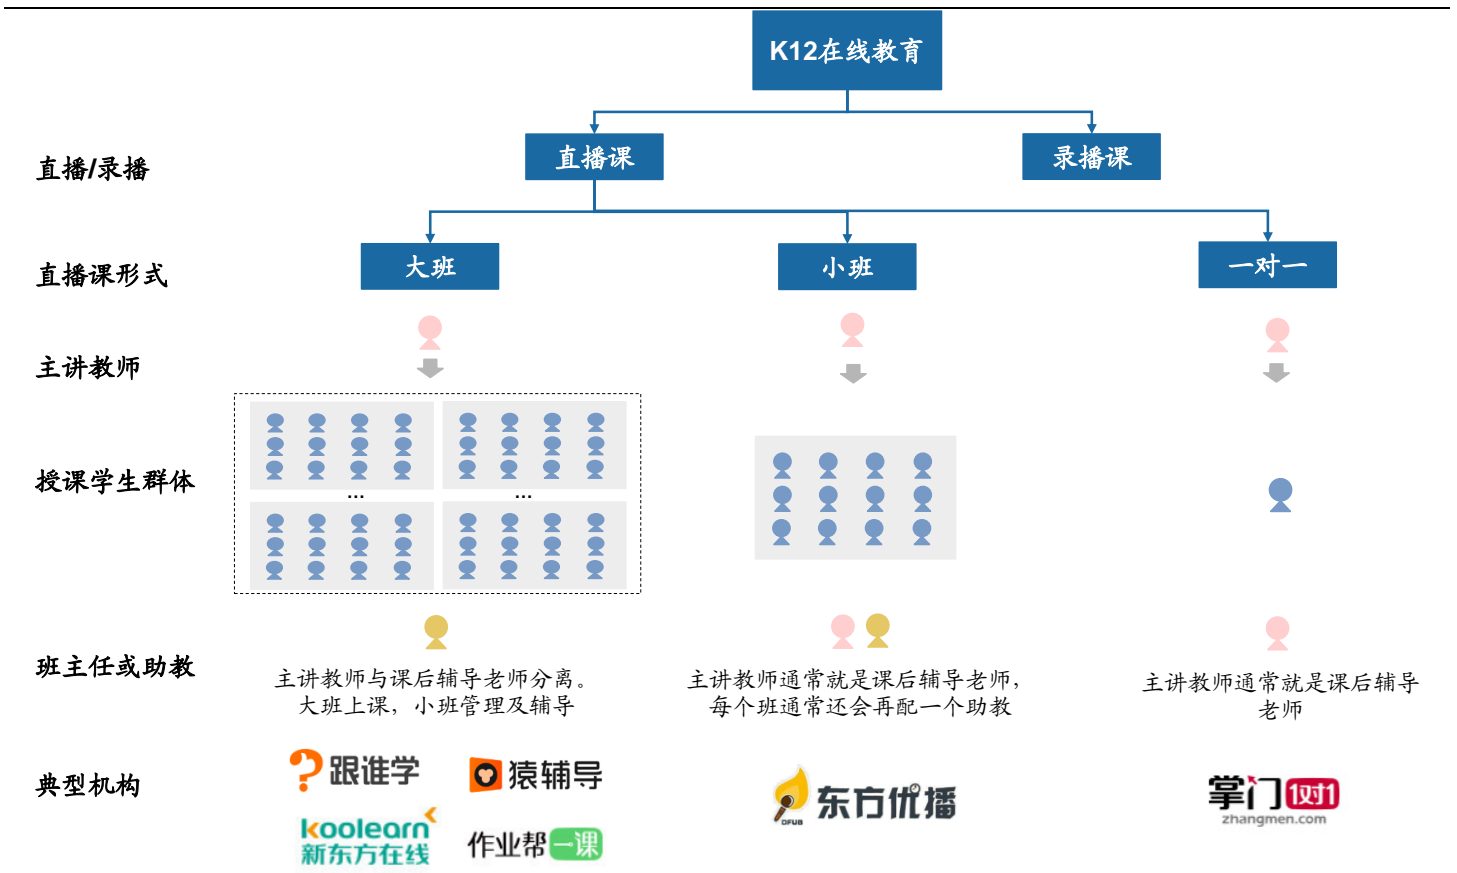 K12在线教育
直播/录播
直播课
录播课
直播课形式
大班
小班
一对一
主讲教师
授课学生群体
...
...
班主任或助教
主讲教师与课后辅导老师分离。
大班上课，小班管理及辅导
主讲教师通常就是课后辅导老师，
每个班通常还会再配一个助教
主讲教师通常就是课后辅导
老师
典型机构
跟谁学
猿辅导
koolearn
新东方在线
作业帮一课
DFUB
东方优播
掌门1对1
zhangmen.com